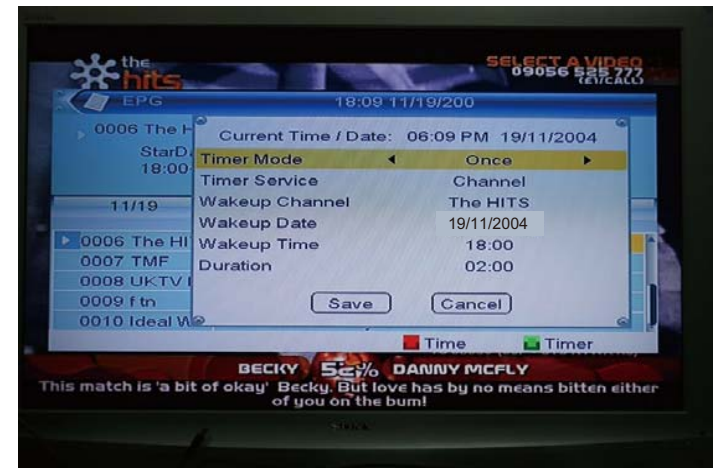 the
hits
SELECT A VIDEO
09056 525 777
(£1/CALL)
EPG 18:09 11/19/200
0006 The H
StarD
18:00
Current Time / Date: 06:09 PM 19/11/2004
Timer Mode Once
Timer Service Channel
Wakeup Channel The HITS
Wakeup Date 19/11/2004
Wakeup Time 18:00
Duration 02:00
Save Cancel
11/19
0006 The HI
0007 TMF
0008 UKTV
0009 f tn
0010 Ideal W
Time Timer
BECKY DANNY MCFLY
This match is 'a bit of okay' Becky. But love has by no means bitten either
of you on the bum!